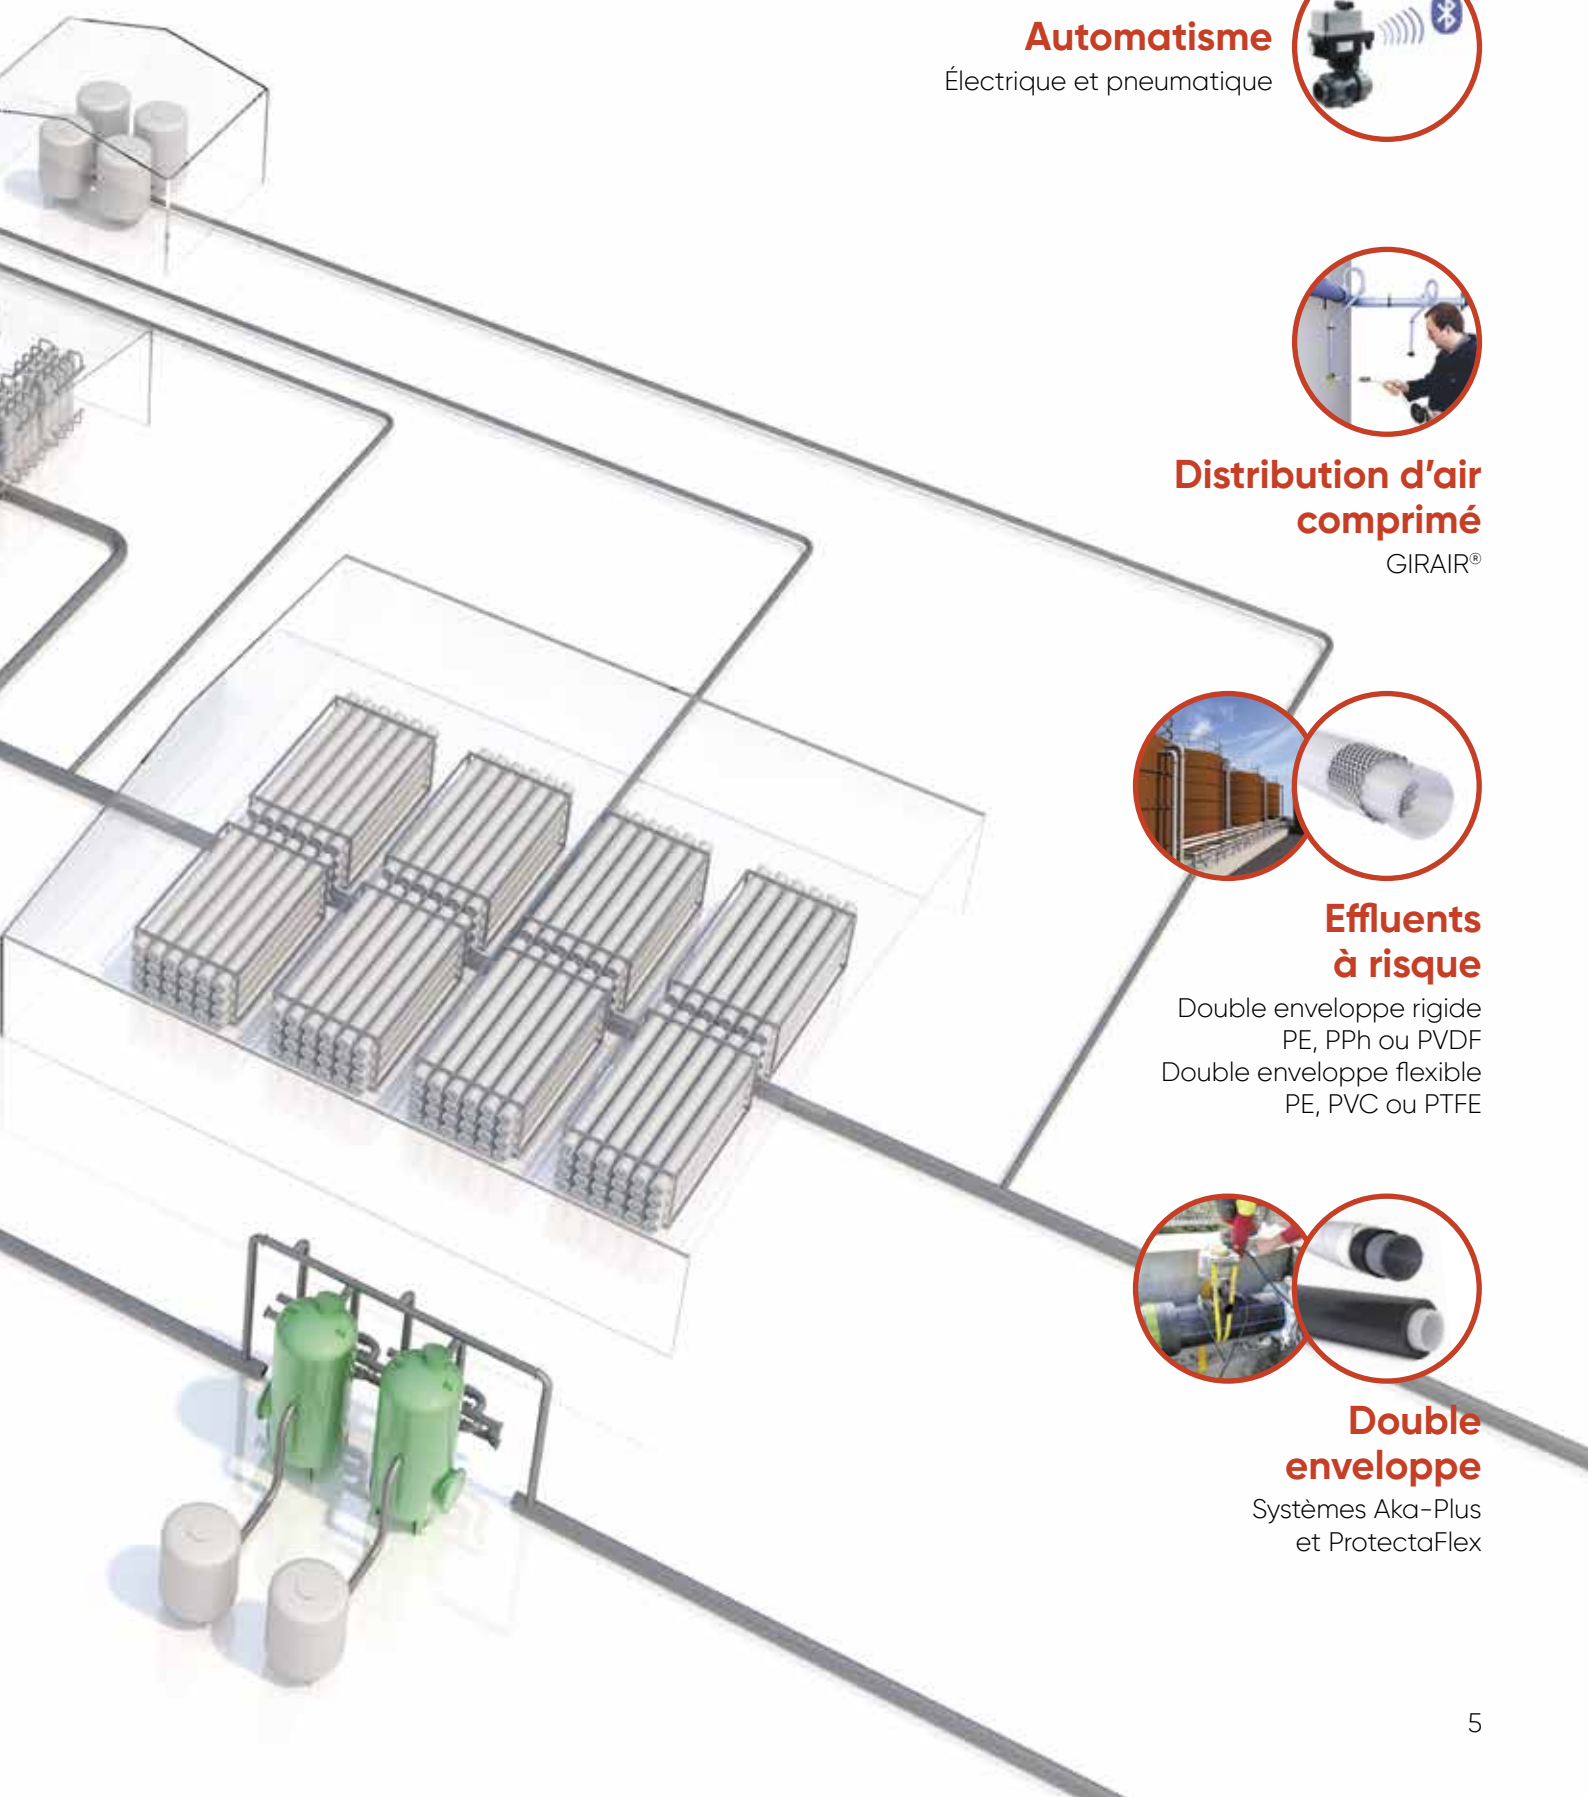 Automatisme
Électrique et pneumatique
Distribution d’air
comprimé
GIRAIR®
Effluents
à risque
Double enveloppe rigide
PE, PPh ou PVDF
Double enveloppe flexible
PE, PVC ou PTFE
Double
enveloppe
Systèmes Aka-Plus
et ProtectaFlex
5